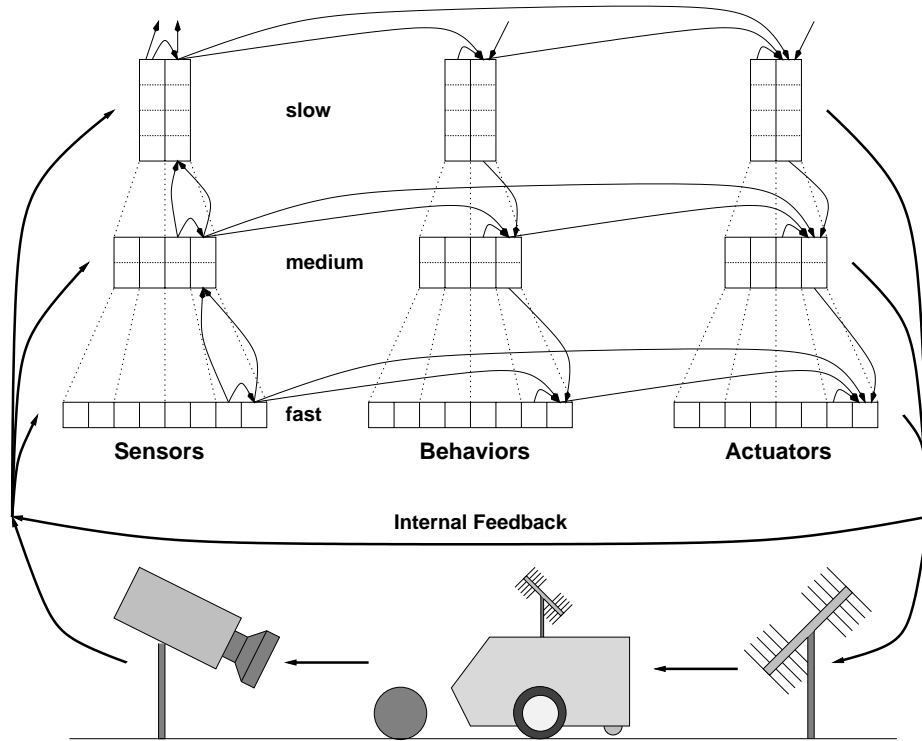 slow
medium
fast
Sensors
Behaviors
Actuators
Internal Feedback